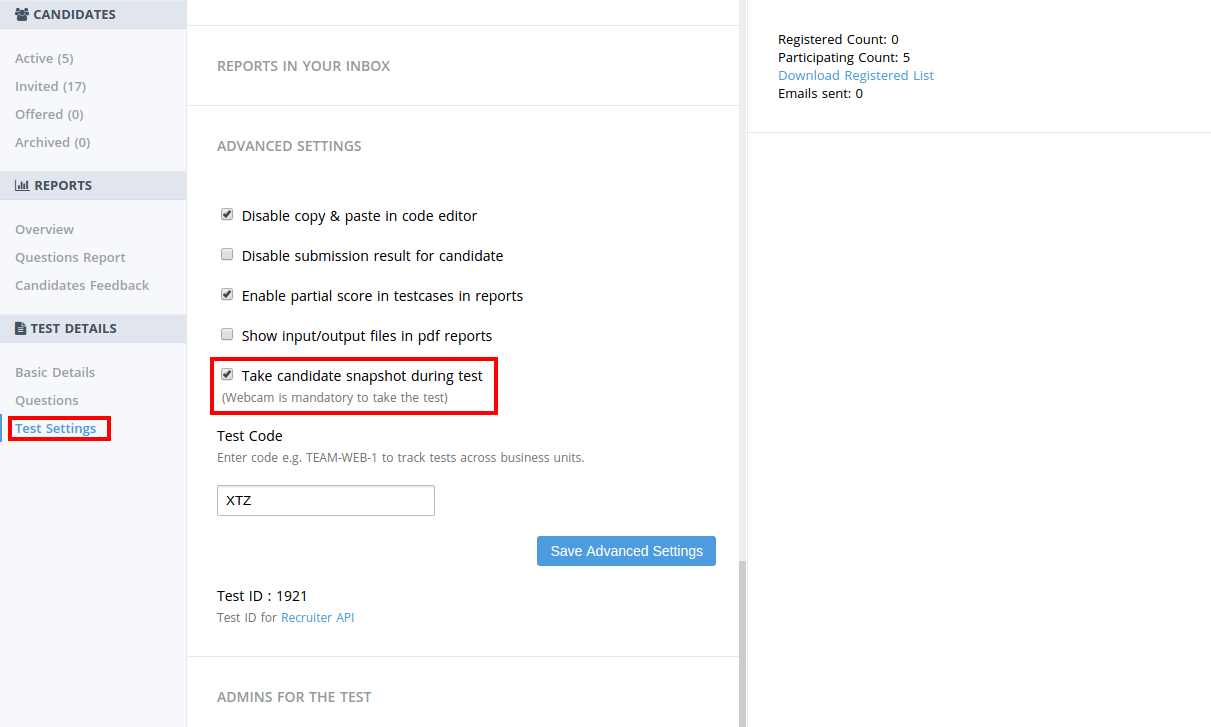 CANDIDATES
Active (5)
Invited (17)
Offered (0)
Archived (0)
REPORTS
Overview
Questions Report
Candidates Feedback
TEST DETAILS
Basic Details
Questions
Test Settings
REPORTS IN YOUR INBOX
ADVANCED SETTINGS
Disable copy & paste in code editor
Disable submission result for candidate
Enable partial score in testcases in reports
Show input/output files in pdf reports
Take candidate snapshot during test
(Webcam is mandatory to take the test)
Test Code
Enter code e.g. TEAM-WEB-1 to track tests across business units.
XTZ
Save Advanced Settings
Test ID : 1921
Test ID for Recruiter API
ADMINS FOR THE TEST
Registered Count: 0
Participating Count: 5
Download Registered List
Emails sent: 0